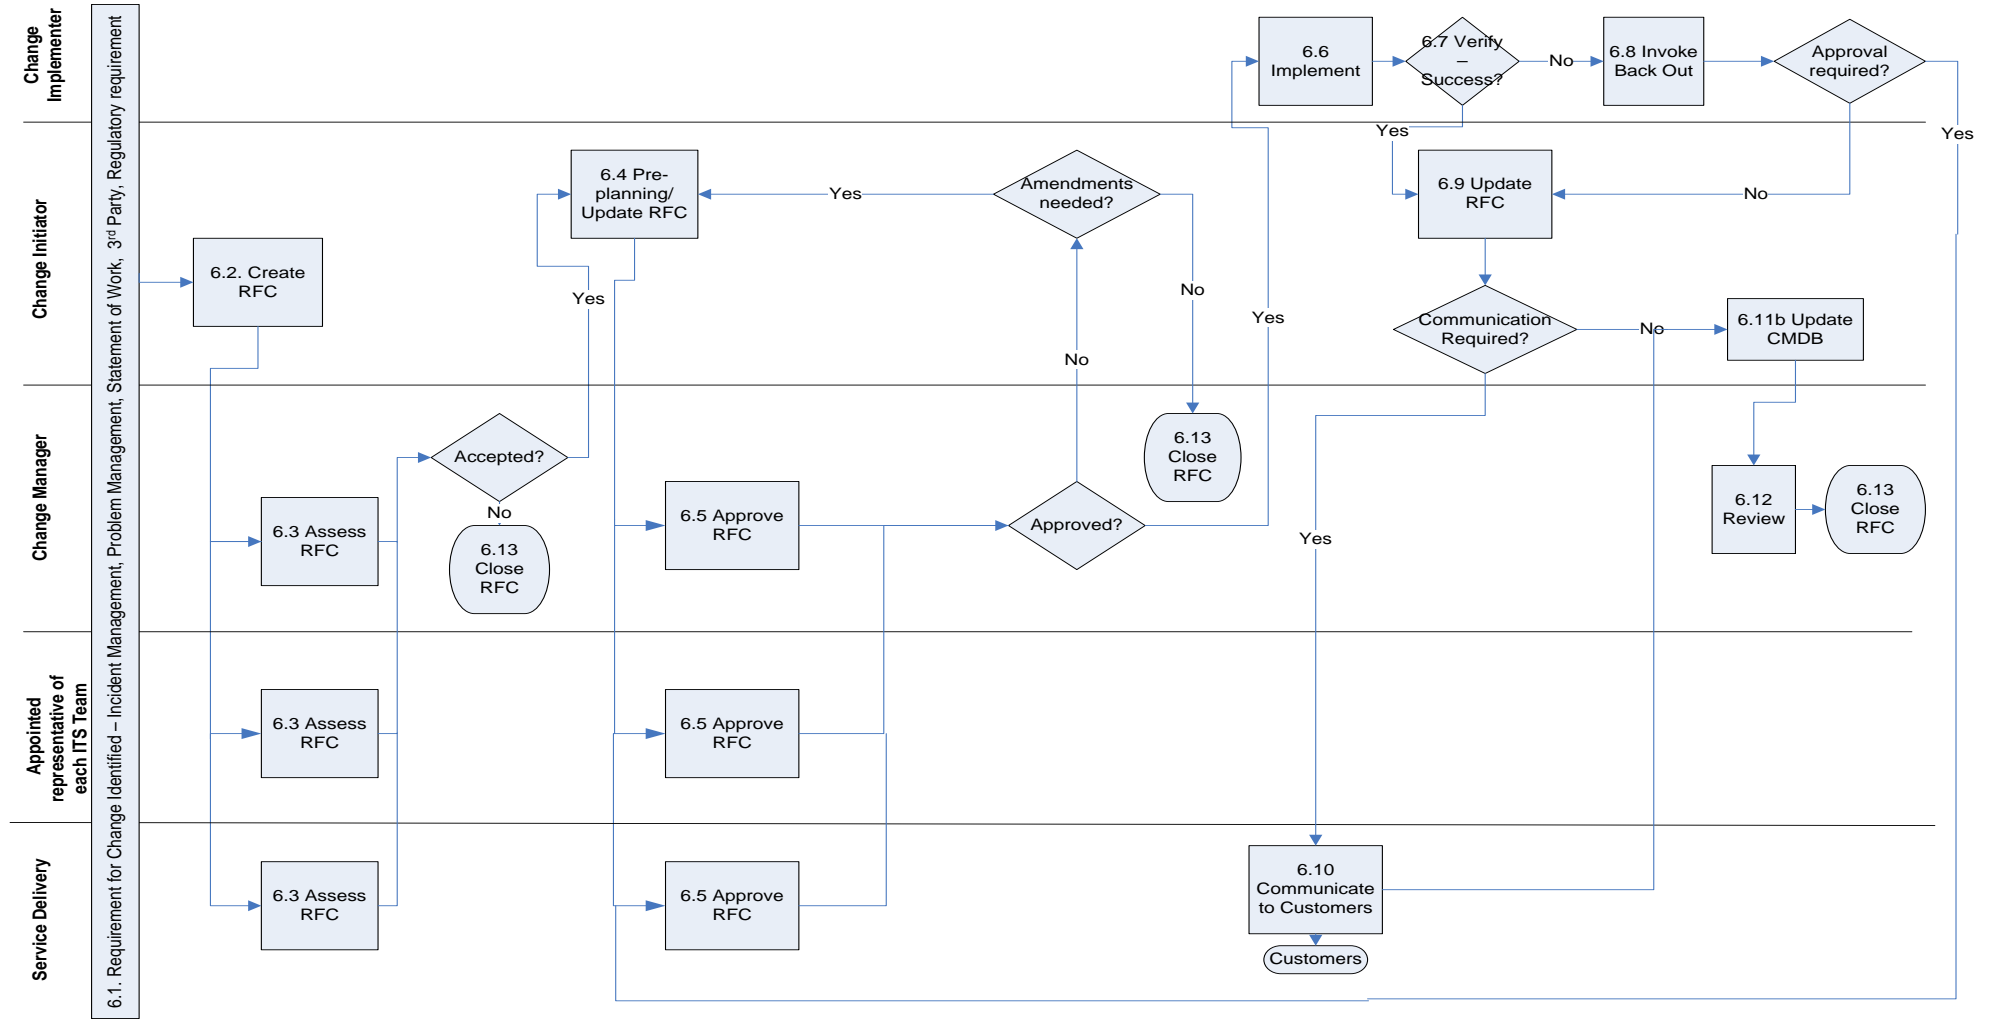 Change
Implementer
Change Initiator
Change Manager
Appointed
representative of
each ITS Team
Service Delivery
6.1. Requirement for Change Identified – Incident Management, Problem Management, Statement of Work, 3rd Party, Regulatory requirement
6.6
Implement
6.7 Verify
–
Success?
No
6.8 Invoke
Back Out
Approval
required?
Yes
Yes
6.2. Create
RFC
6.4 Pre-
planning/
Update RFC
Yes
Amendments
needed?
6.9 Update
RFC
No
Yes
No
Yes
No
Communication
Required?
No
6.11b Update
CMDB
Accepted?
No
6.13
Close
RFC
6.3 Assess
RFC
6.5 Approve
RFC
Approved?
6.13
Close
RFC
Yes
6.12
Review
6.13
Close
RFC
6.3 Assess
RFC
6.5 Approve
RFC
6.3 Assess
RFC
6.5 Approve
RFC
6.10
Communicate
to Customers
Customers